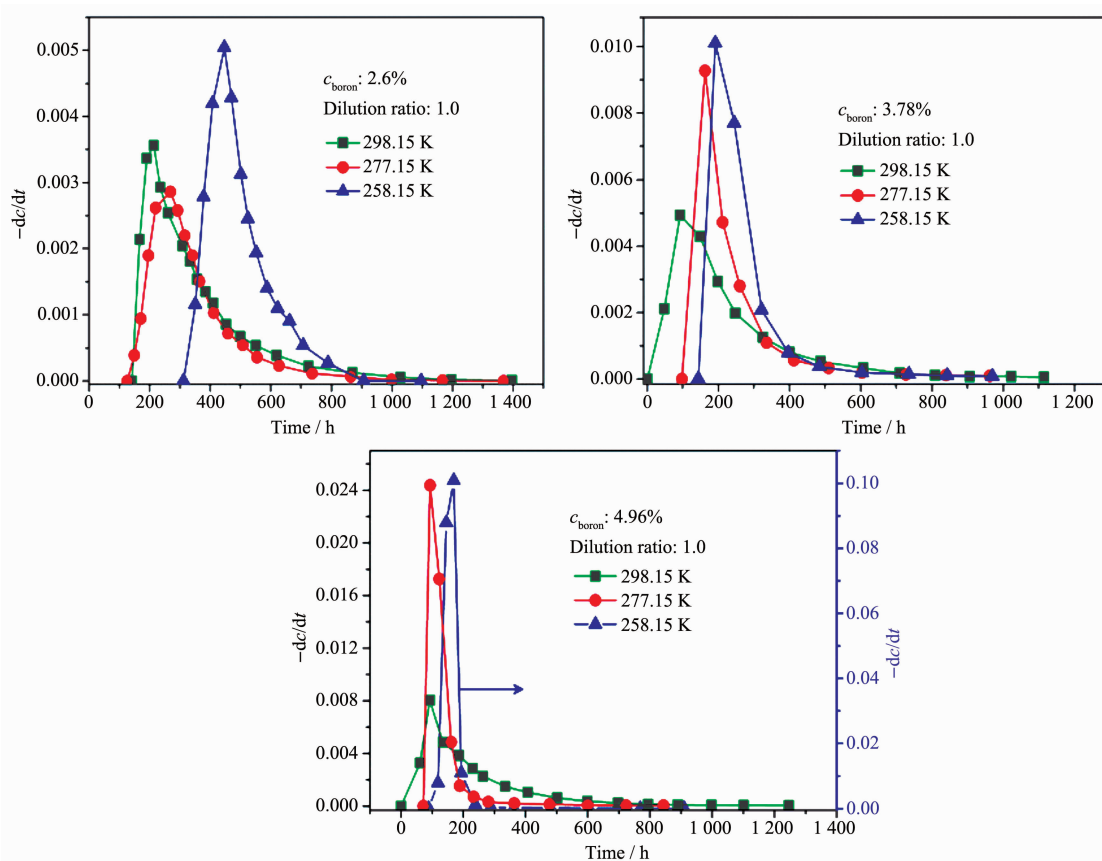 c_boron: 2.6%
Dilution ratio: 1.0
298.15 K
277.15 K
258.15 K
−dc/dt
0.005
0.004
0.003
0.002
0.001
0.000
0 200 400 600 800 1 000 1 200 1 400
Time / h
c_boron: 3.78%
Dilution ratio: 1.0
298.15 K
277.15 K
258.15 K
−dc/dt
0.010
0.008
0.006
0.004
0.002
0.000
0 200 400 600 800 1 000 1 200
Time / h
c_boron: 4.96%
Dilution ratio: 1.0
298.15 K
277.15 K
258.15 K
−dc/dt
0.024
0.020
0.016
0.012
0.008
0.004
0.000
0.10
0.08
0.06
0.04
0.02
0.00
−dc/dt
0 200 400 600 800 1 000 1 200 1 400
Time / h